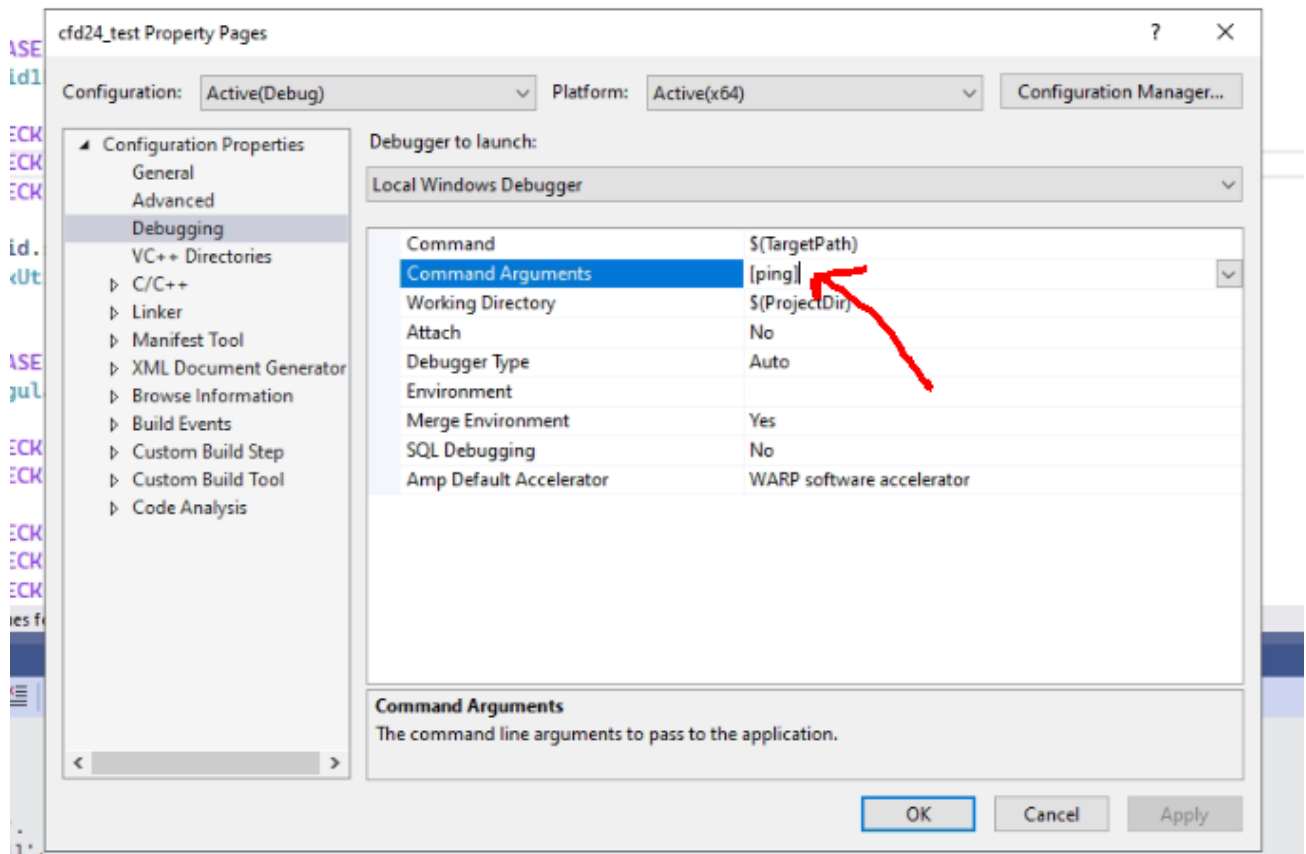 cfd24_test Property Pages
?
Configuration: Active(Debug) Platform: Active(x64) Configuration Manager...
Configuration Properties
General
Advanced
Debugging
VC++ Directories
C/C++
Linker
Manifest Tool
XML Document Generator
Browse Information
Build Events
Custom Build Step
Custom Build Tool
Code Analysis
Debugger to launch:
Local Windows Debugger
Command $(TargetPath)
Command Arguments [ping]
Working Directory $(ProjectDir)
Attach No
Debugger Type Auto
Environment
Merge Environment Yes
SQL Debugging No
Amp Default Accelerator WARP software accelerator
Command Arguments
The command line arguments to pass to the application.
OK Cancel Apply